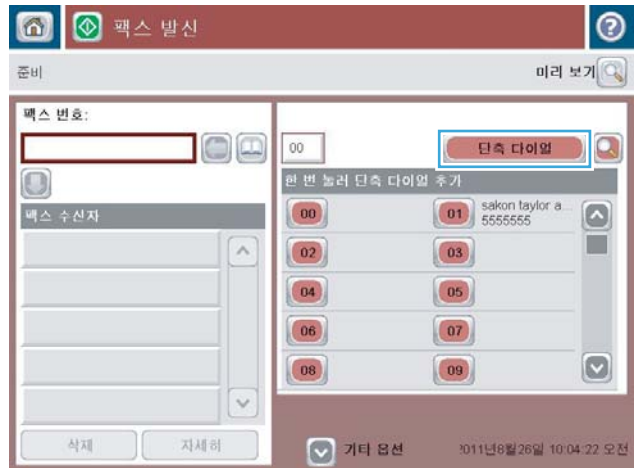 팩스 발신
준비
미리 보기
팩스 번호:
00
단축 다이얼
한 번 눌러 단축 다이얼 추가
팩스 수신자
00
01
sakon taylor a...
5555555
02
03
04
05
06
07
08
09
삭제
자세히
기타 옵션
2011년8월26일 10:04:22 오전